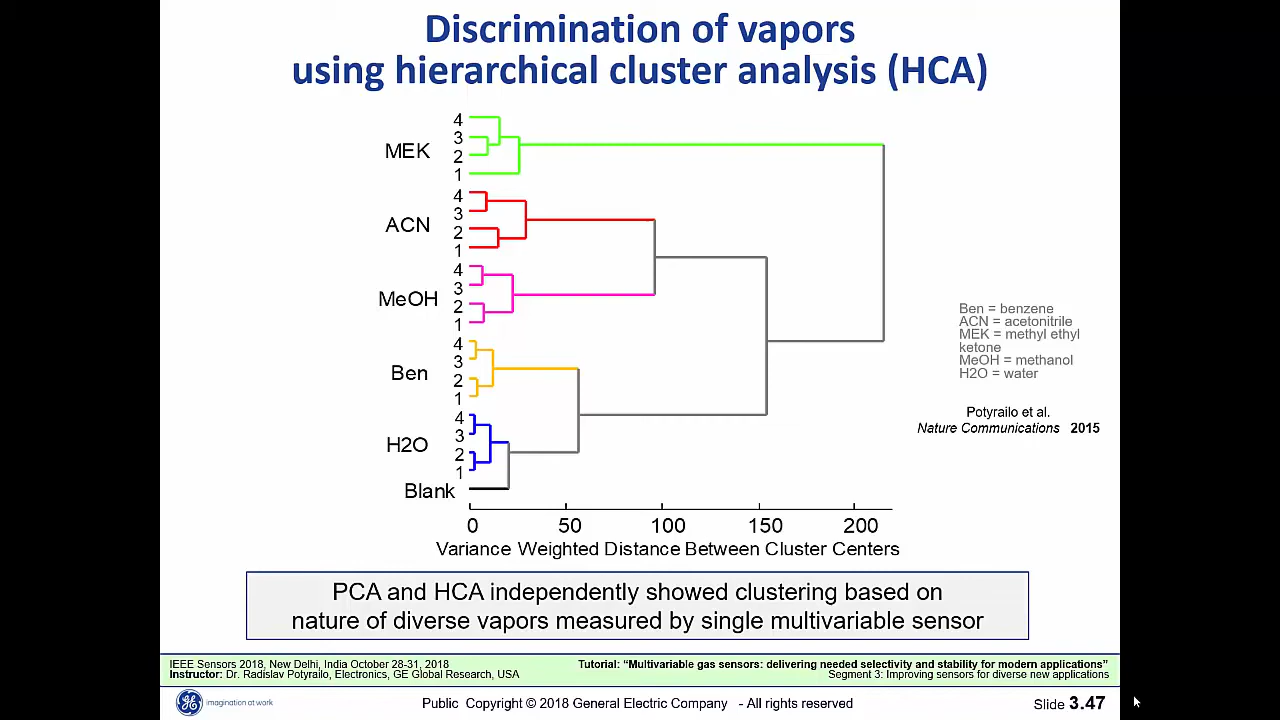 Discrimination of vapors
using hierarchical cluster analysis (HCA)
4
3
MEK
2
1
4
3
ACN
2
1
4
3
MeOH
2
1
4
3
Ben
2
1
4
3
H2O
2
1
Blank
0 50 100 150 200
Variance Weighted Distance Between Cluster Centers
Ben = benzene
ACN = acetonitrile
MEK = methyl ethyl
ketone
MeOH = methanol
H2O = water
Potyrailo et al.
Nature Communications 2015
PCA and HCA independently showed clustering based on
nature of diverse vapors measured by single multivariable sensor
IEEE Sensors 2018, New Delhi, India October 28-31, 2018
Instructor: Dr. Radislav Potyrailo, Electronics, GE Global Research, USA
Tutorial: “Multivariable gas sensors: delivering needed selectivity and stability for modern applications”
Segment 3: Improving sensors for diverse new applications
GE
imagination at work
Public Copyright © 2018 General Electric Company - All rights reserved
Slide 3.47